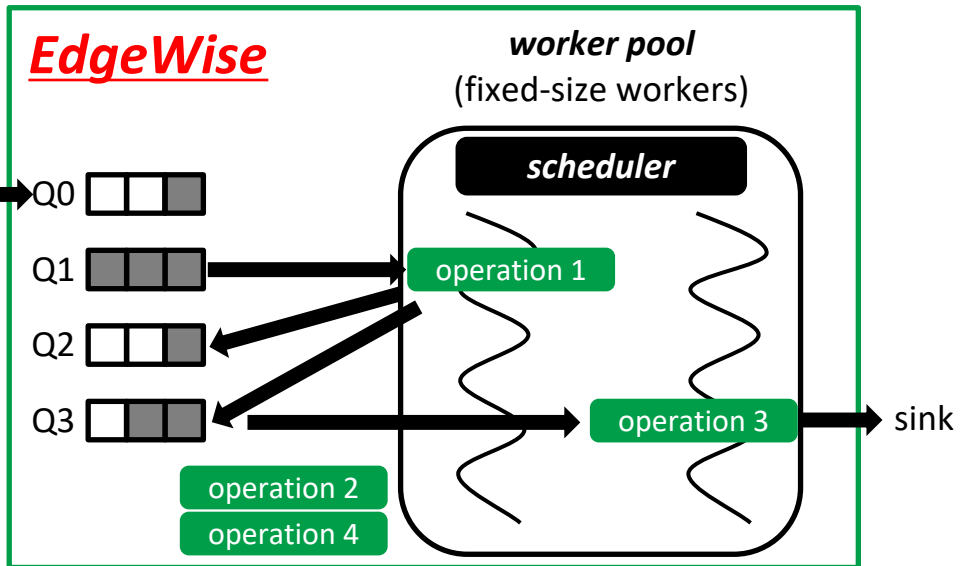 EdgeWise
worker pool
(fixed-size workers)
scheduler
Q0
Q1
operation 1
Q2
Q3
operation 3
sink
operation 2
operation 4